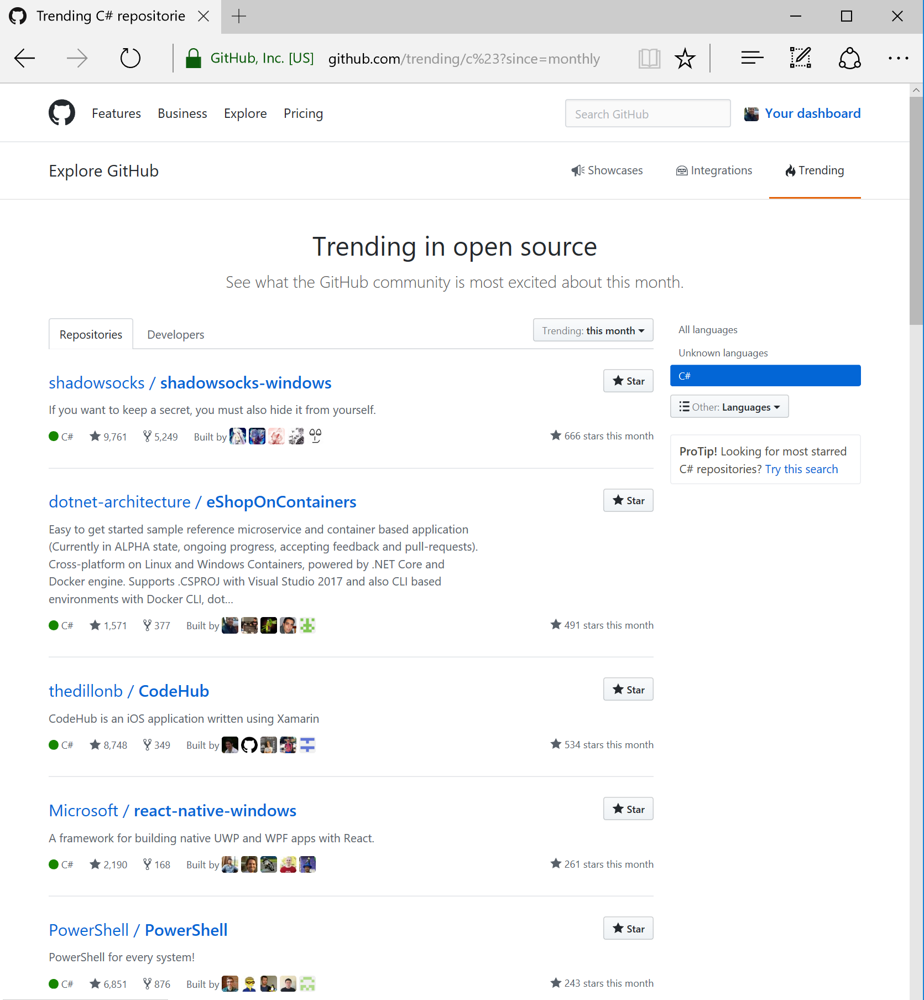 Trending C# repositorie
GitHub, Inc. [US] github.com/trending/c%23?since=monthly
Features Business Explore Pricing Search GitHub Your dashboard
Explore GitHub Showcases Integrations Trending
Trending in open source
See what the GitHub community is most excited about this month.
Repositories Developers Trending: this month
All languages
Unknown languages
C#
Other: Languages
ProTip! Looking for most starred
C# repositories? Try this search
shadowsocks / shadowsocks-windows Star
If you want to keep a secret, you must also hide it from yourself.
C# 9,761 5,249 Built by 666 stars this month
dotnet-architecture / eShopOnContainers Star
Easy to get started sample reference microservice and container based application
(Currently in ALPHA state, ongoing progress, accepting feedback and pull-requests).
Cross-platform on Linux and Windows Containers, powered by .NET Core and
Docker engine. Supports .CSPROJ with Visual Studio 2017 and also CLI based
environments with Docker CLI, dot...
C# 1,571 377 Built by 491 stars this month
thedillonb / CodeHub Star
CodeHub is an iOS application written using Xamarin
C# 8,748 349 Built by 534 stars this month
Microsoft / react-native-windows Star
A framework for building native UWP and WPF apps with React.
C# 2,190 168 Built by 261 stars this month
PowerShell / PowerShell Star
PowerShell for every system!
C# 6,851 876 Built by 243 stars this month